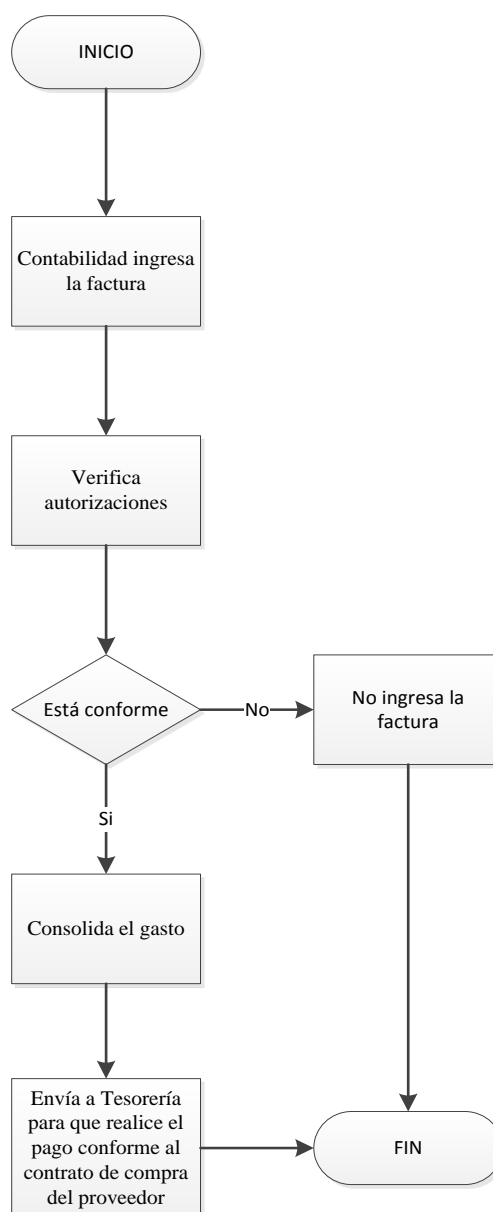 INICIO
Contabilidad ingresa
la factura
Verifica
autorizaciones
Está conforme
No
No ingresa la
factura
Si
Consolida el gasto
Envía a Tesorería
para que realice el
pago conforme al
contrato de compra
del proveedor
FIN